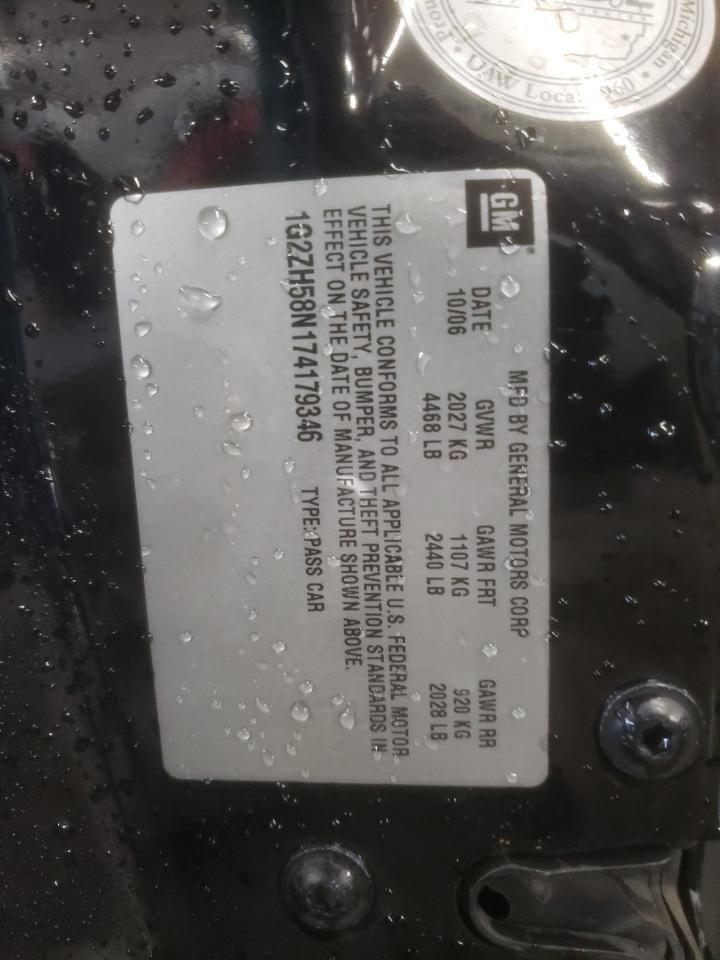 Michigan
UAW Local 960
GM
MFD BY GENERAL MOTORS CORP
DATE GVWR GAWR FRT GAWR RR
10/06 2027 KG 1107 KG 920 KG
4468 LB 2440 LB 2028 LB
THIS VEHICLE CONFORMS TO ALL APPLICABLE U.S. FEDERAL MOTOR
VEHICLE SAFETY, BUMPER, AND THEFT PREVENTION STANDARDS IN
EFFECT ON THE DATE OF MANUFACTURE SHOWN ABOVE.
1G2ZH58N174179346 TYPE: PASS CAR